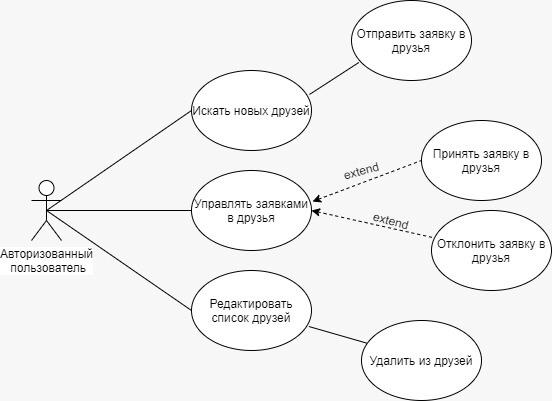 Отправить заявку в
друзья
Искать новых друзей
extend
Принять заявку в
друзья
Управлять заявками
в друзья
extend
Отклонить заявку в
друзья
Авторизованный
пользователь
Редактировать
список друзей
Удалить из друзей